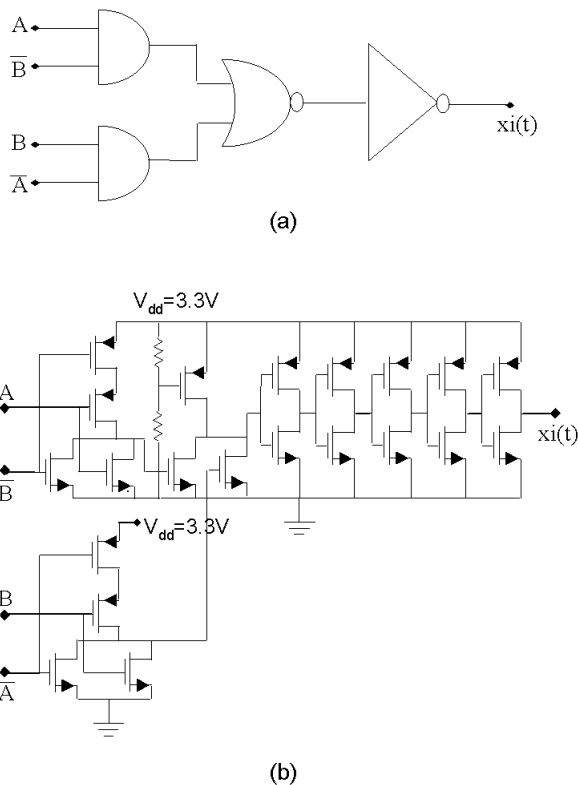 A
B̅
B
A̅
xi(t)
(a)
Vdd=3.3V
A
B̅
xi(t)
Vdd=3.3V
B
A̅
(b)